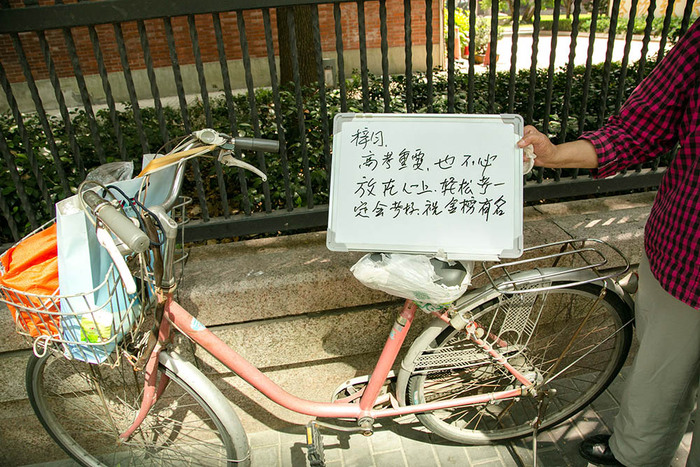 梓闩,
高考重要,也不必
放在心上,轻松考一
定会考好,祝金榜有名